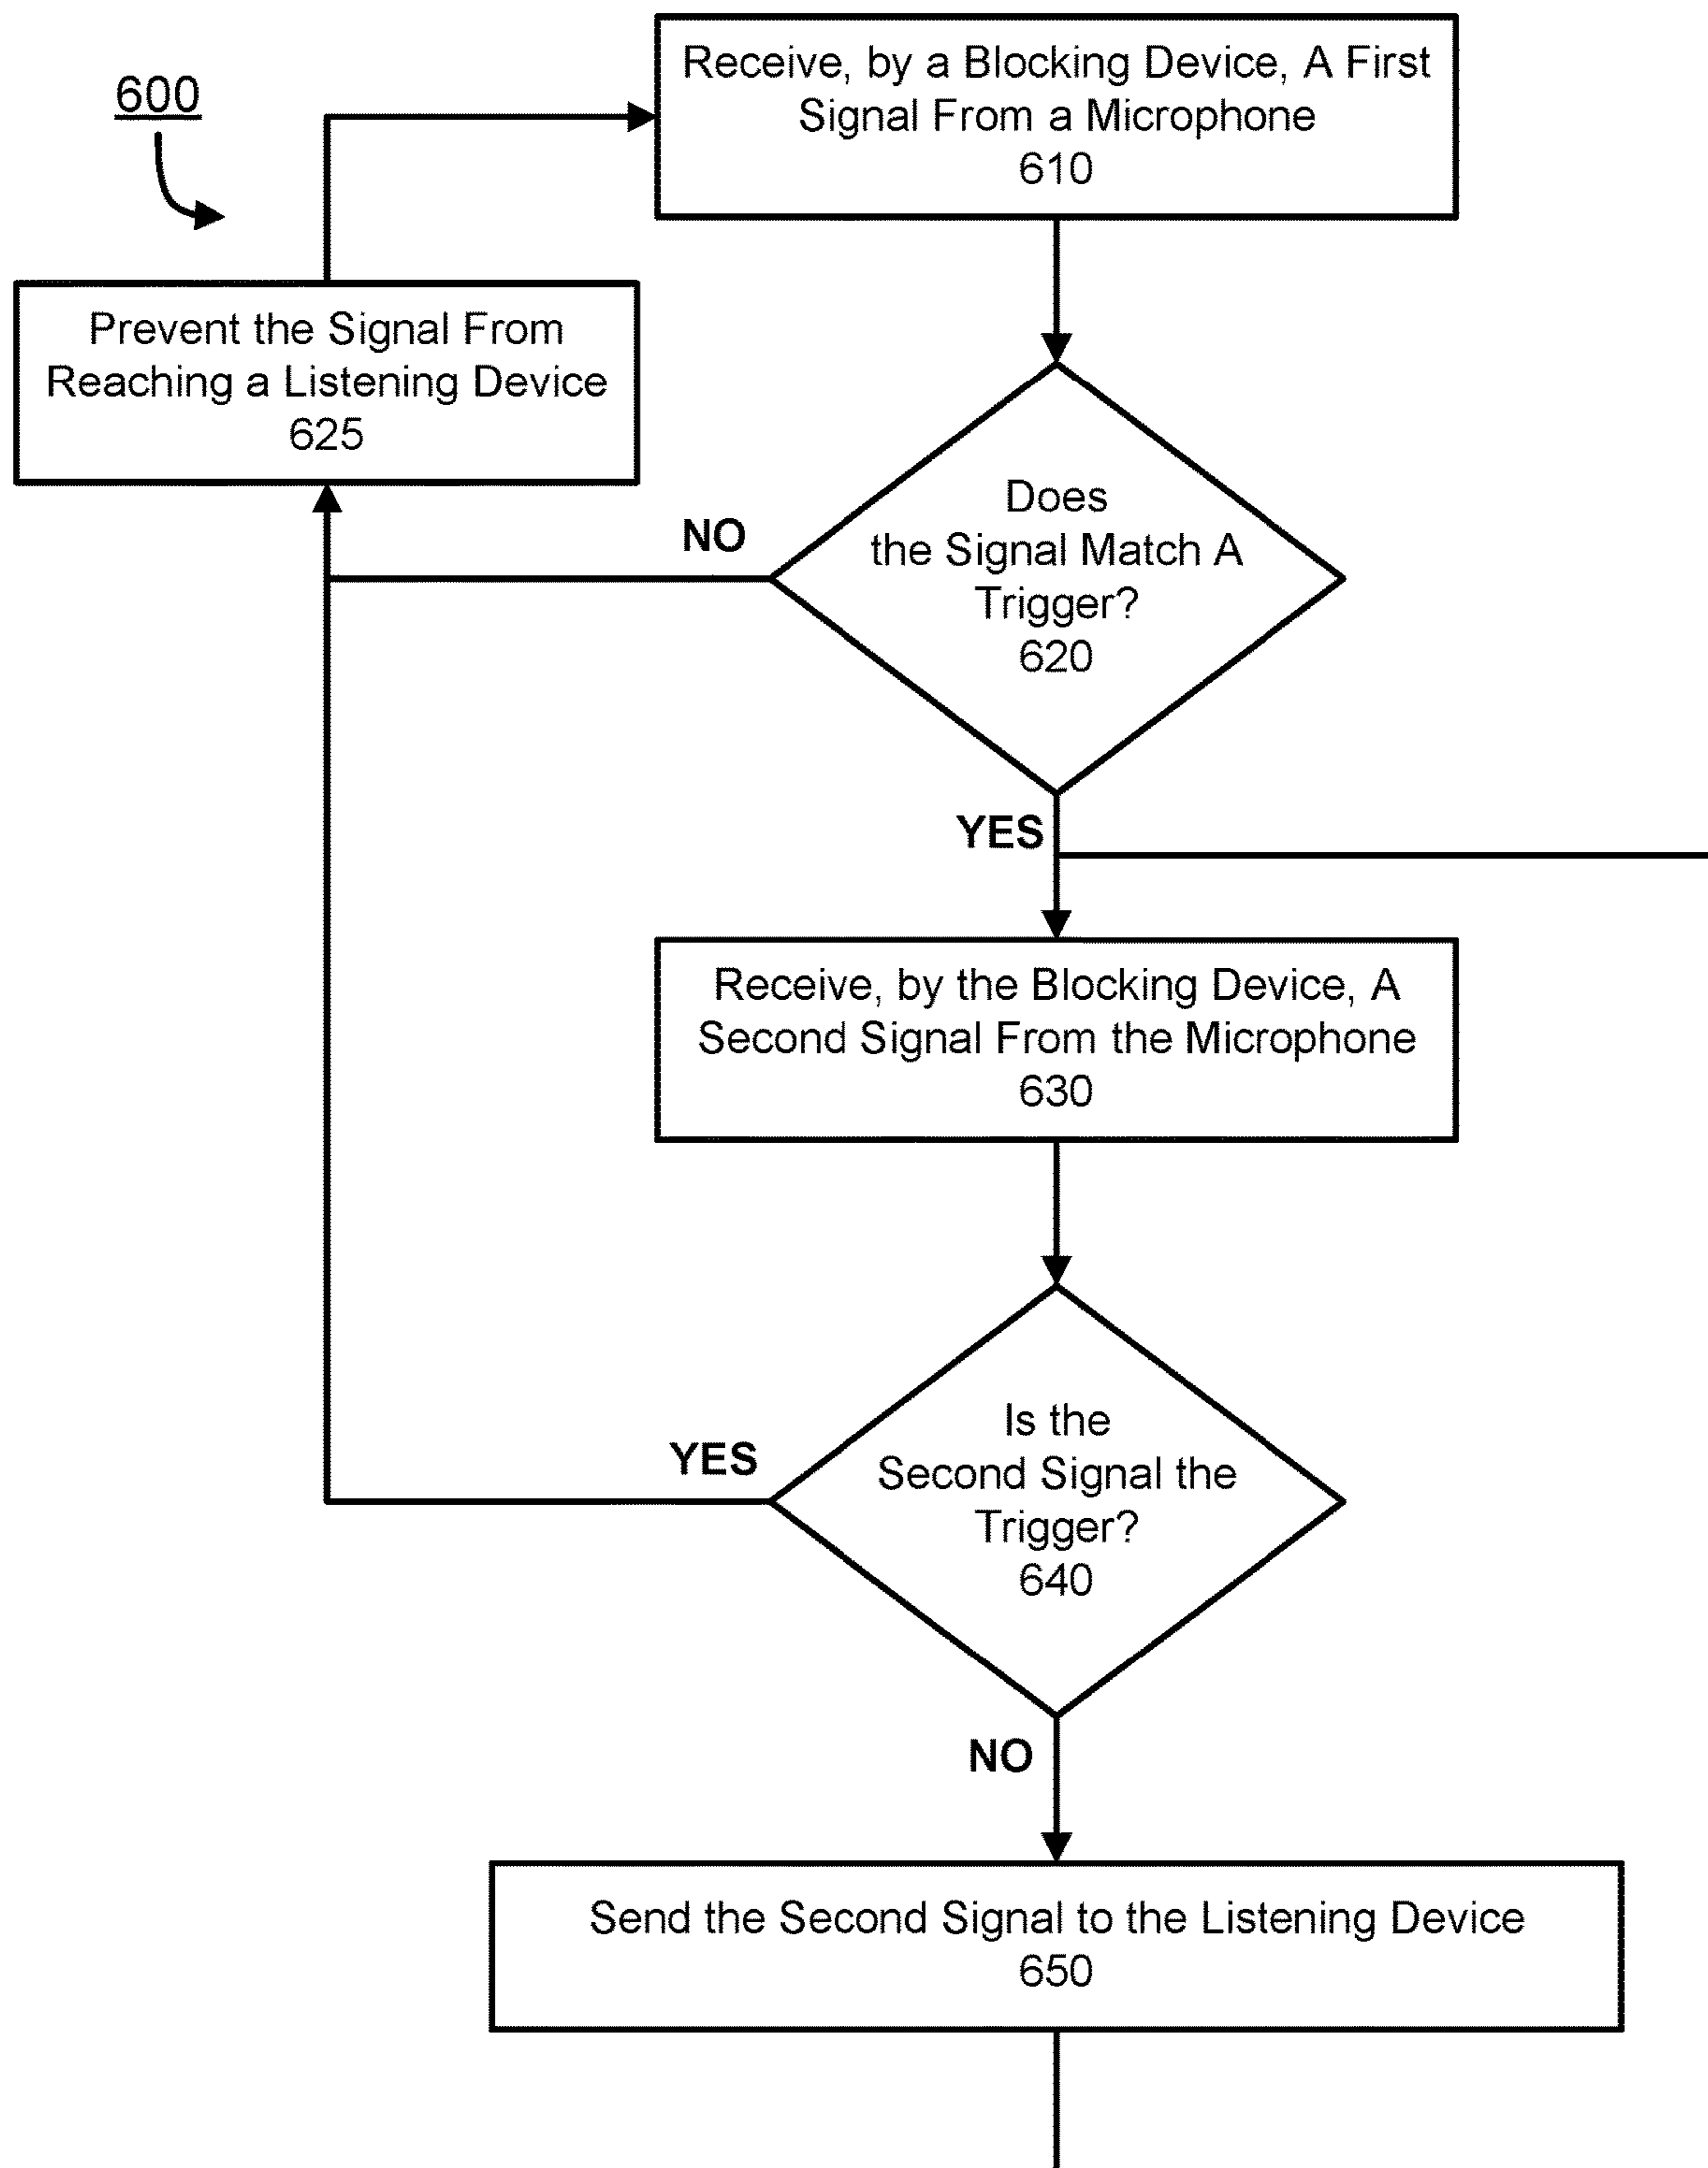 600
Receive, by a Blocking Device, A First
Signal From a Microphone
610
Prevent the Signal From
Reaching a Listening Device
625
Does
the Signal Match A
Trigger?
620
NO
YES
Receive, by the Blocking Device, A
Second Signal From the Microphone
630
Is the
Second Signal the
Trigger?
640
YES
NO
Send the Second Signal to the Listening Device
650